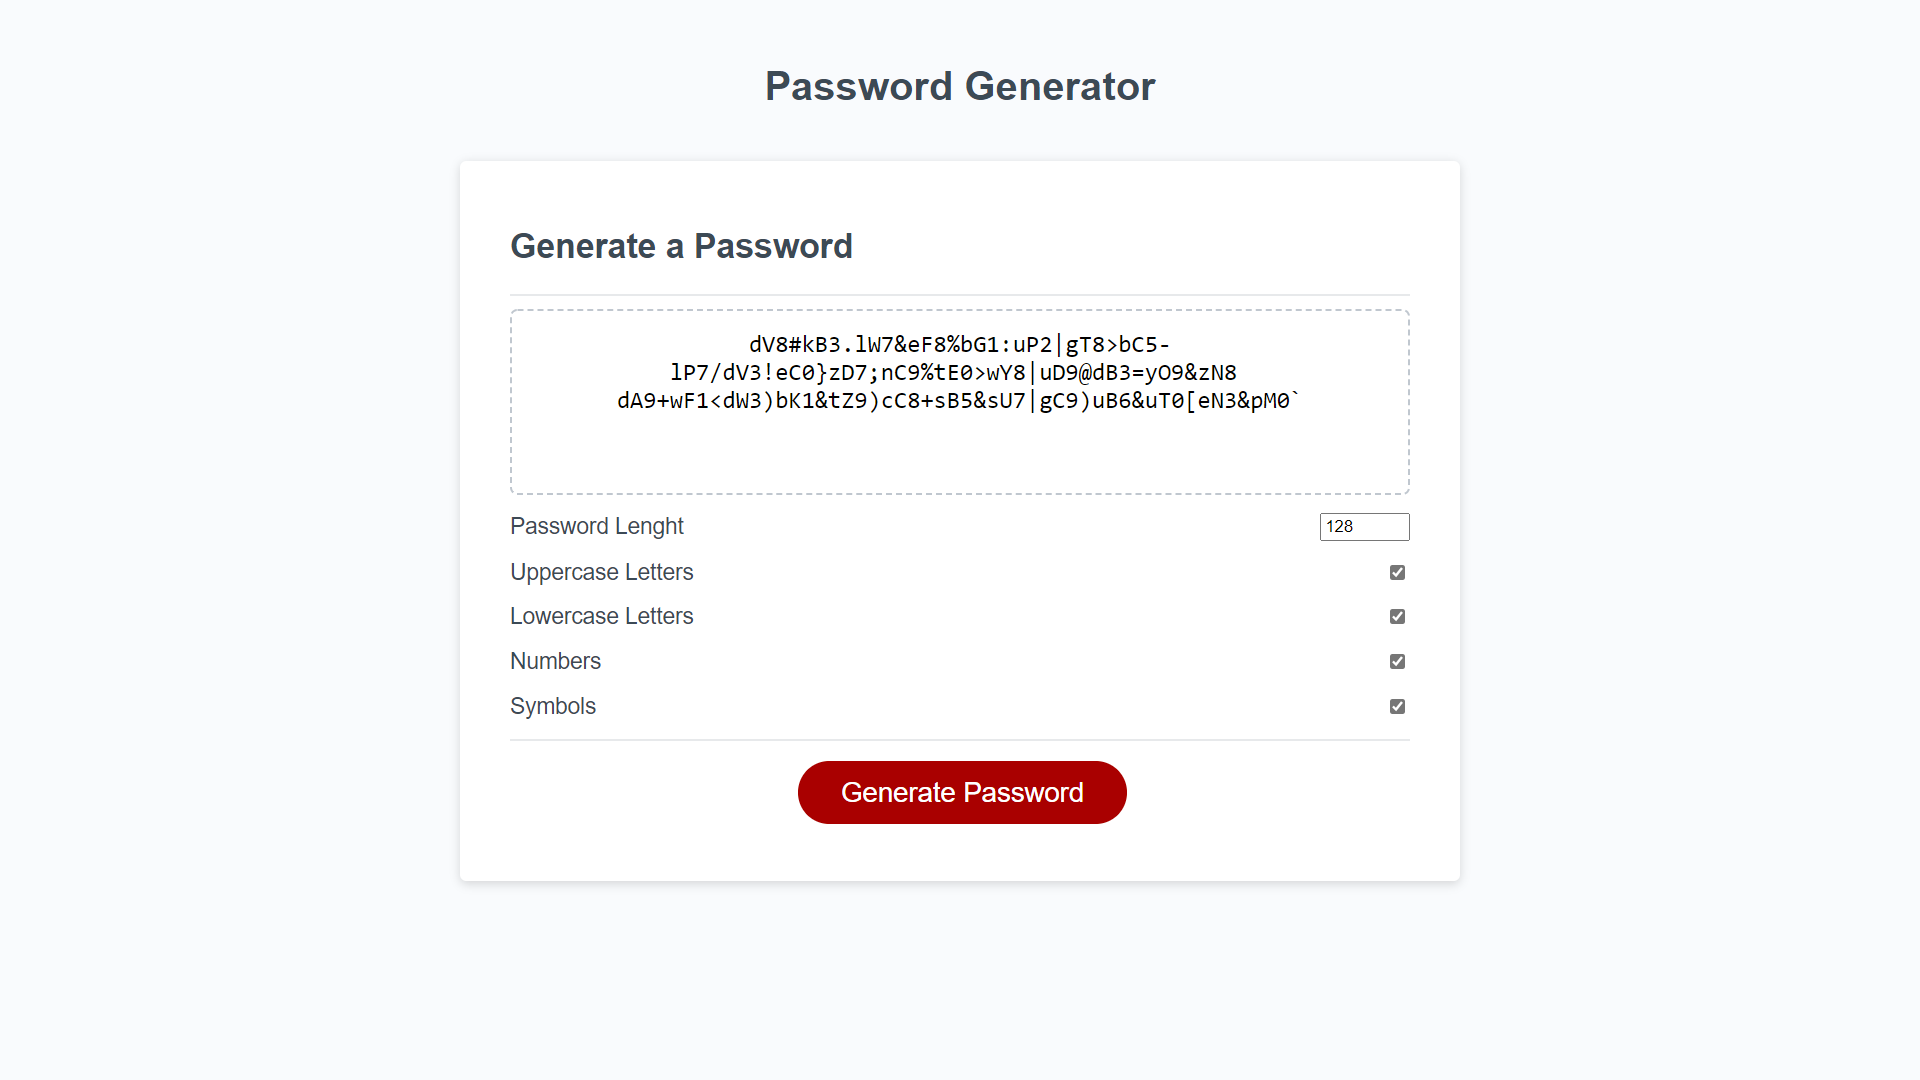 Password Generator
Generate a Password
dV8#kB3.lW7&eF8%bG1:uP2|gT8>bC5-
lP7/dV3!eC0}zD7;nC9%tE0>wY8|uD9@dB3=yO9&zN8
dA9+wF1<dW3)bK1&tZ9)cC8+sB5&sU7|gC9)uB6&uT0[eN3&pM0`
Password Lenght
128
Uppercase Letters
Lowercase Letters
Numbers
Symbols
Generate Password